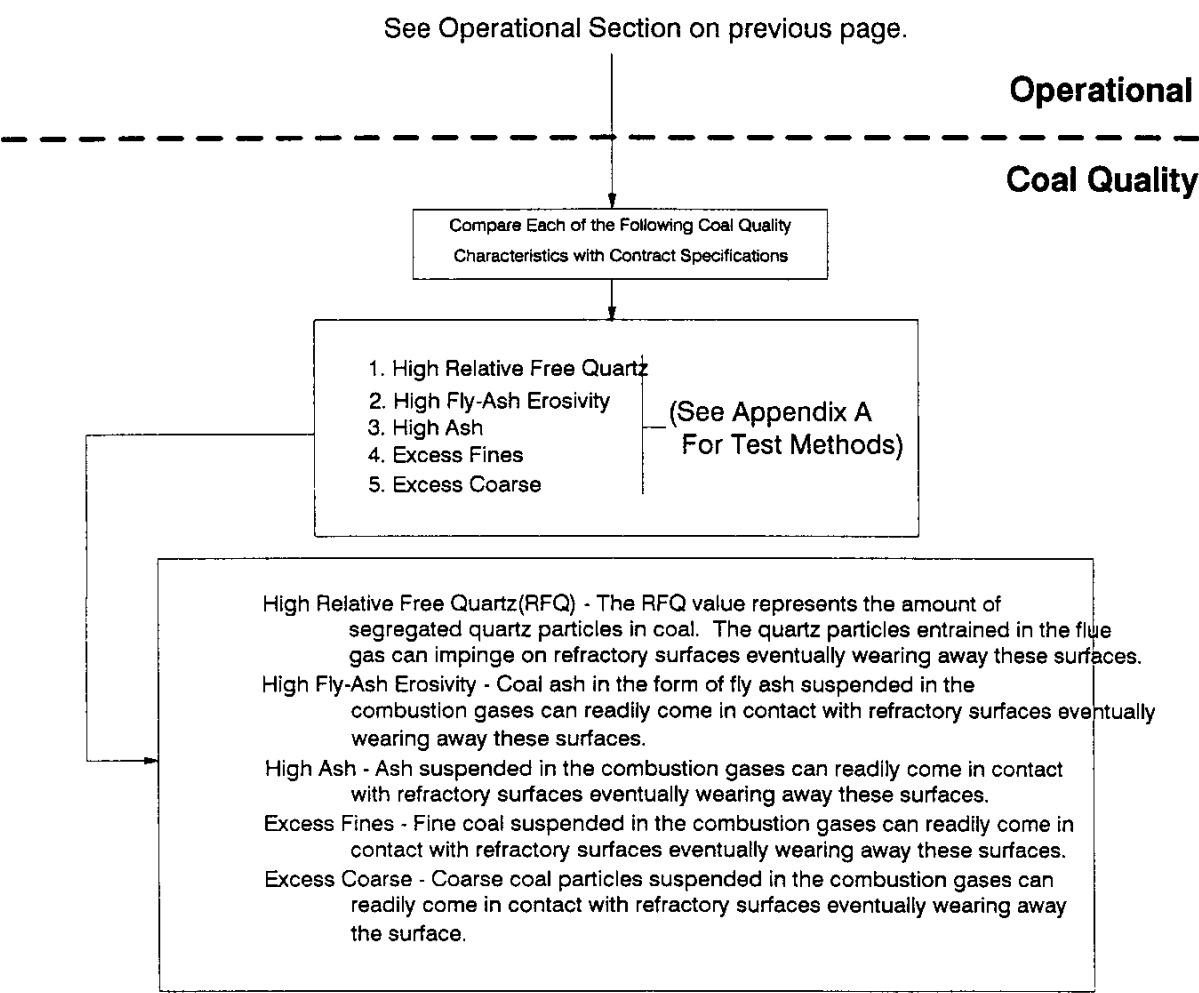 See Operational Section on previous page.
Operational
Coal Quality
Compare Each of the Following Coal Quality
Characteristics with Contract Specifications
1. High Relative Free Quartz
2. High Fly-Ash Erosivity
3. High Ash
4. Excess Fines
5. Excess Coarse
(See Appendix A
For Test Methods)
High Relative Free Quartz(RFQ) - The RFQ value represents the amount of
segregated quartz particles in coal. The quartz particles entrained in the flue
gas can impinge on refractory surfaces eventually wearing away these surfaces.
High Fly-Ash Erosivity - Coal ash in the form of fly ash suspended in the
combustion gases can readily come in contact with refractory surfaces eventually
wearing away these surfaces.
High Ash - Ash suspended in the combustion gases can readily come in contact
with refractory surfaces eventually wearing away these surfaces.
Excess Fines - Fine coal suspended in the combustion gases can readily come in
contact with refractory surfaces eventually wearing away these surfaces.
Excess Coarse - Coarse coal particles suspended in the combustion gases can
readily come in contact with refractory surfaces eventually wearing away
the surface.